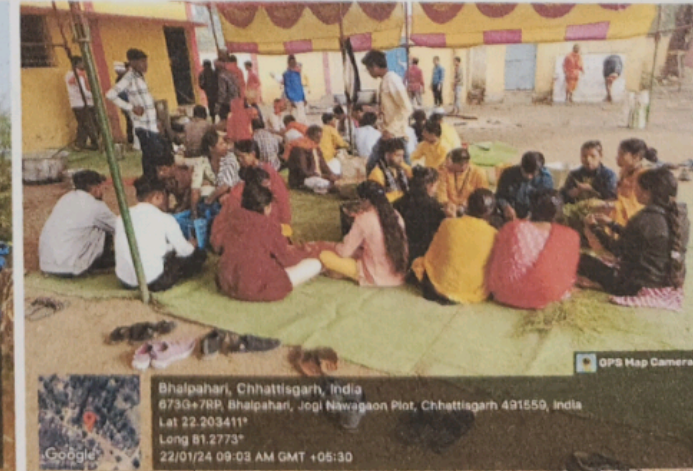 GPS Map Camera
Bhalpahari, Chhattisgarh, India
673G+7RP, Bhalpahari, Jogi Nawagaon Plot, Chhattisgarh 491559, India
Lat 22.203411°
Long 81.2773°
22/01/24 09:03 AM GMT +05:30
Google